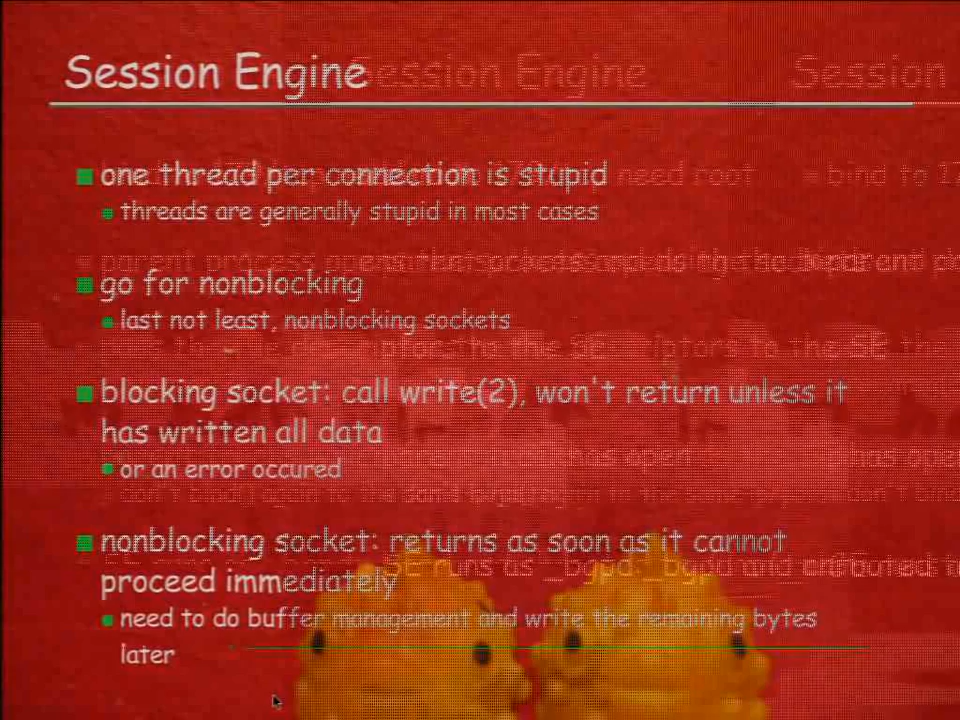 Session Engine
one thread per connection is stupid
threads are generally stupid in most cases
go for nonblocking
last not least, nonblocking sockets
blocking socket: call write(2), won't return unless it
has written all data
or an error occured
nonblocking socket: returns as soon as it cannot
proceed immediately
need to do buffer management and write the remaining bytes
later